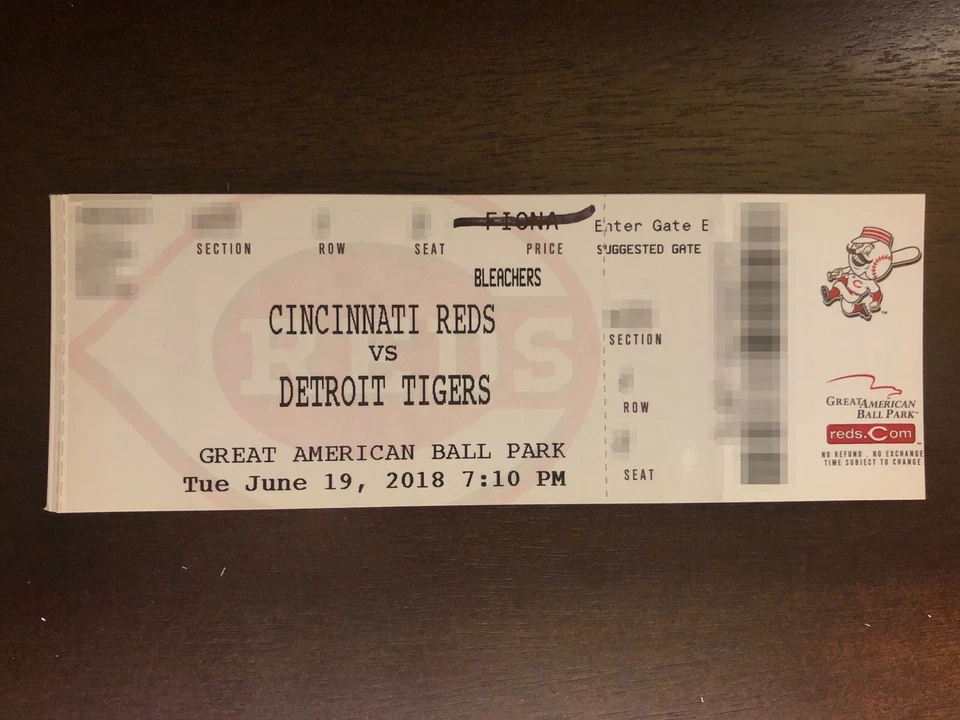 FIONA
SECTION ROW SEAT PRICE
BLEACHERS
REDS
CINCINNATI REDS
VS
DETROIT TIGERS
GREAT AMERICAN BALL PARK
Tue June 19, 2018 7:10 PM
Enter Gate E
SUGGESTED GATE
SECTION
ROW
SEAT
GREAT AMERICAN
BALL PARK
reds.Com
NO REFUND . NO EXCHANGE
TIME SUBJECT TO CHANGE